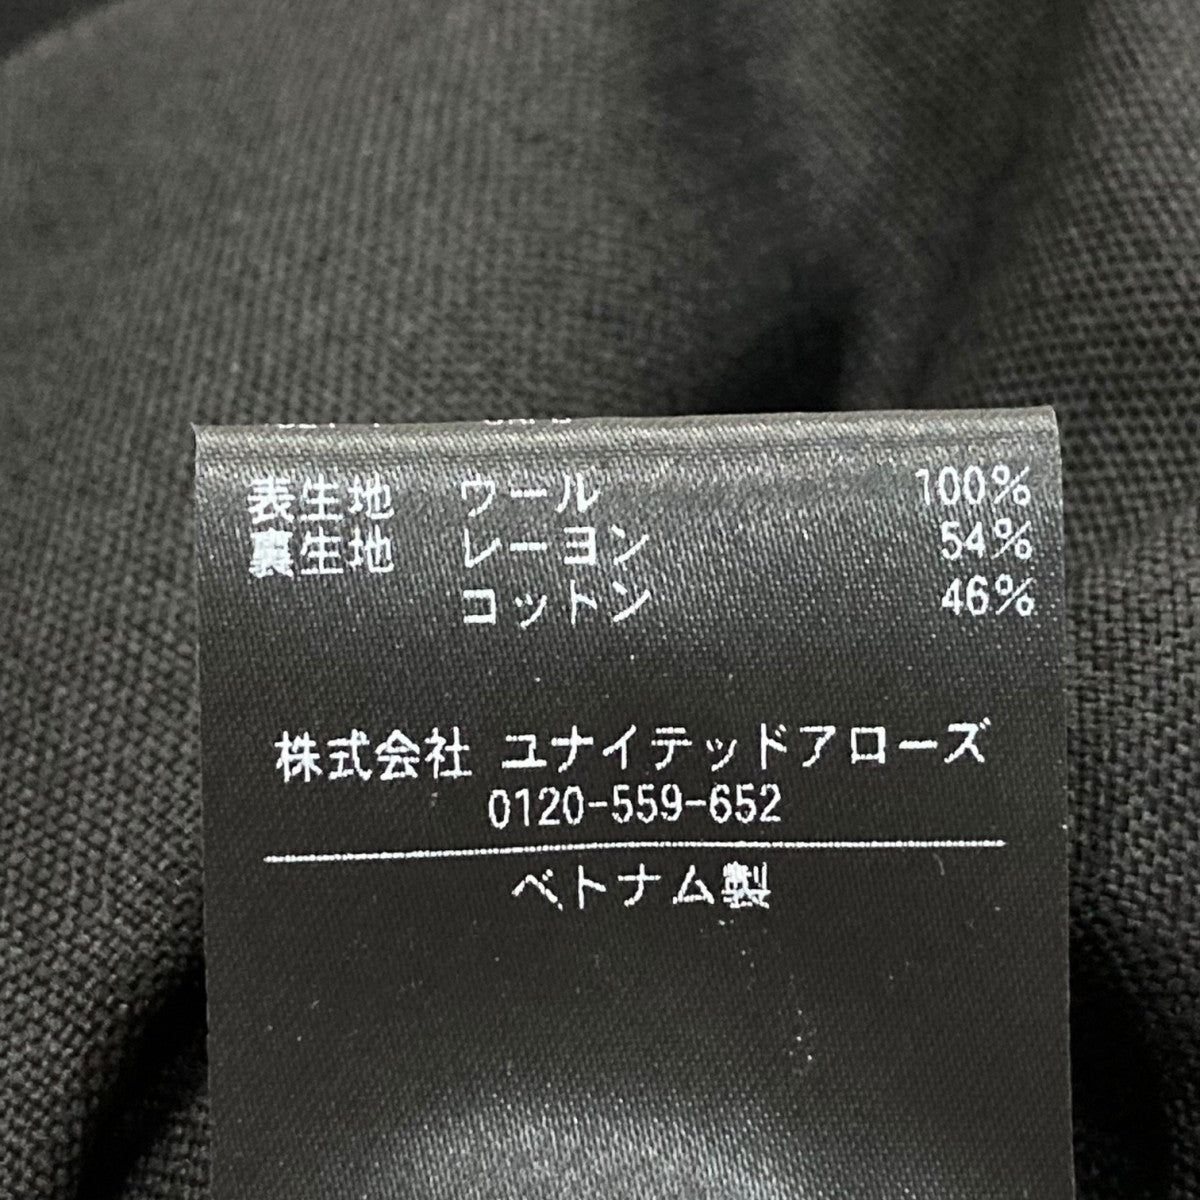 表生地 ウール 100%
裏生地 レーヨン 54%
コットン 46%
株式会社 ユナイテッドアローズ
0120-559-652
ベトナム製